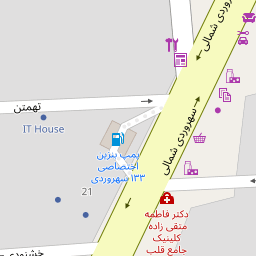 سهروردی شمالی
تهمتن
IT House
پمپ بنزین
اختصاصی
۱۳۳ سهروردی
سهروردی شمالی
21
دکتر فاطمه
متقی زاده
کلینیک
جامع قلب
خشنودی